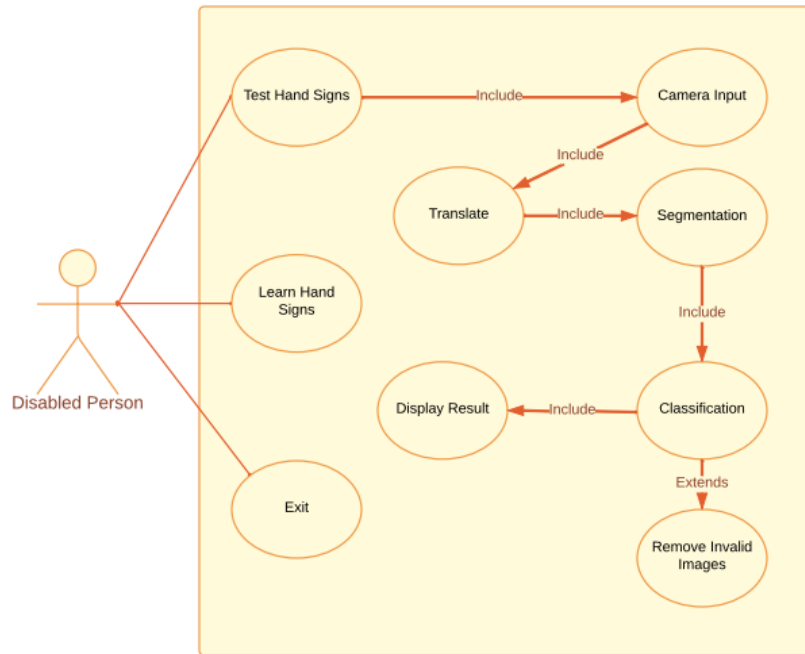 Test Hand Signs
Include
Camera Input
Include
Translate
Include
Segmentation
Learn Hand
Signs
Include
Disabled Person
Display Result
Include
Classification
Extends
Exit
Remove Invalid
Images